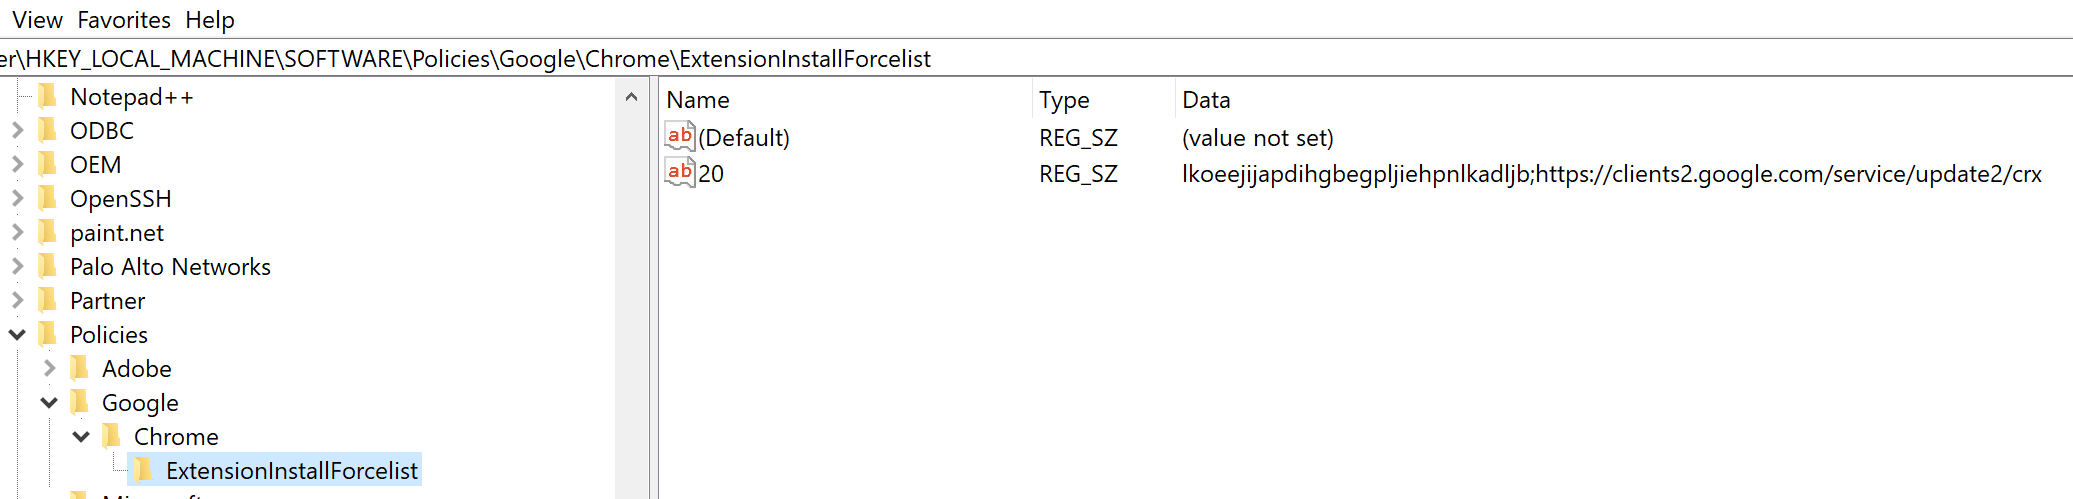 View Favorites Help
er\HKEY_LOCAL_MACHINE\SOFTWARE\Policies\Google\Chrome\ExtensionInstallForcelist
Notepad++
ODBC
OEM
OpenSSH
paint.net
Palo Alto Networks
Partner
Policies
Adobe
Google
Chrome
ExtensionInstallForcelist
Name Type Data
ab (Default) REG_SZ (value not set)
ab 20 REG_SZ lkoeejijapdihgbegpljiehpnlkadljb;https://clients2.google.com/service/update2/crx